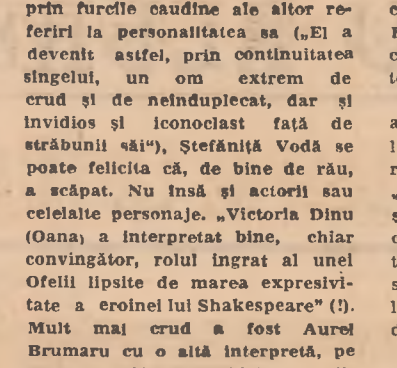 prin furcile caudine ale altor re-
feriri la personalitatea sa („El a
devenit astfel, prin continuitatea
singelui, un om extrem de
crud și de neînduplecat, dar și
invidios și iconoclast față de
străbunii săi“), Ștefăniță Vodă se
poate felicita că, de bine de rău,
a scăpat. Nu însă și actorii sau
celelalte personaje. „Victoria Dinu
(Oana) a interpretat bine, chiar
convingător, rolul ingrat al unei
Ofelii lipsite de marea expresivi-
tate a eroinei lui Shakespeare” (!).
Mult mai crud a fost Aurel
Brumaru cu o altă interpretă, pe